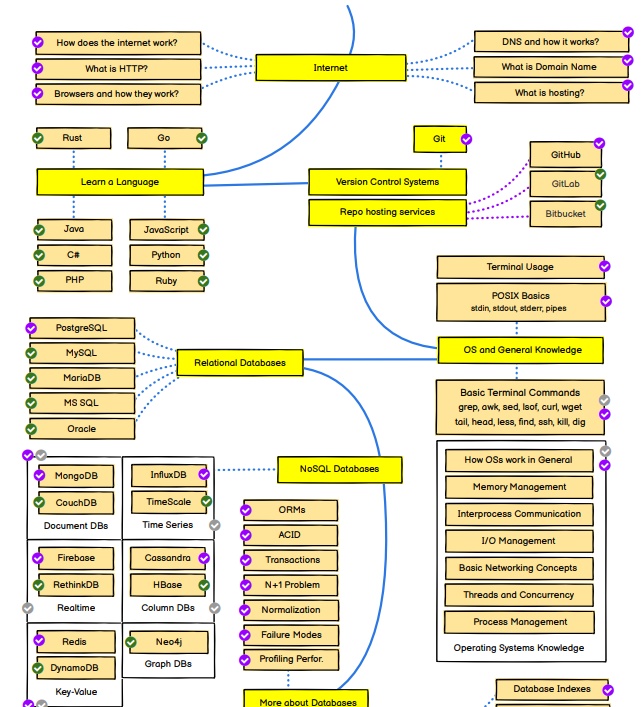 How does the internet work?
What is HTTP?
Browsers and how they work?
Internet
DNS and how it works?
What is Domain Name
What is hosting?
Rust
Go
Learn a Language
Java
JavaScript
C#
Python
PHP
Ruby
Git
Version Control Systems
Repo hosting services
GitHub
GitLab
Bitbucket
Terminal Usage
POSIX Basics
stdin, stdout, stderr, pipes
OS and General Knowledge
Basic Terminal Commands
grep, awk, sed, lsof, curl, wget
tail, head, less, find, ssh, kill, dig
How OSs work in General
Memory Management
Interprocess Communication
I/O Management
Basic Networking Concepts
Threads and Concurrency
Process Management
Operating Systems Knowledge
PostgreSQL
MySQL
MariaDB
MS SQL
Oracle
Relational Databases
NoSQL Databases
MongoDB
CouchDB
Document DBs
InfluxDB
TimeScale
Time Series
Firebase
RethinkDB
Realtime
Cassandra
HBase
Column DBs
Redis
DynamoDB
Key-Value
Neo4j
Graph DBs
ORMs
ACID
Transactions
N+1 Problem
Normalization
Failure Modes
Profiling Perfor.
More about Databases
Database Indexes